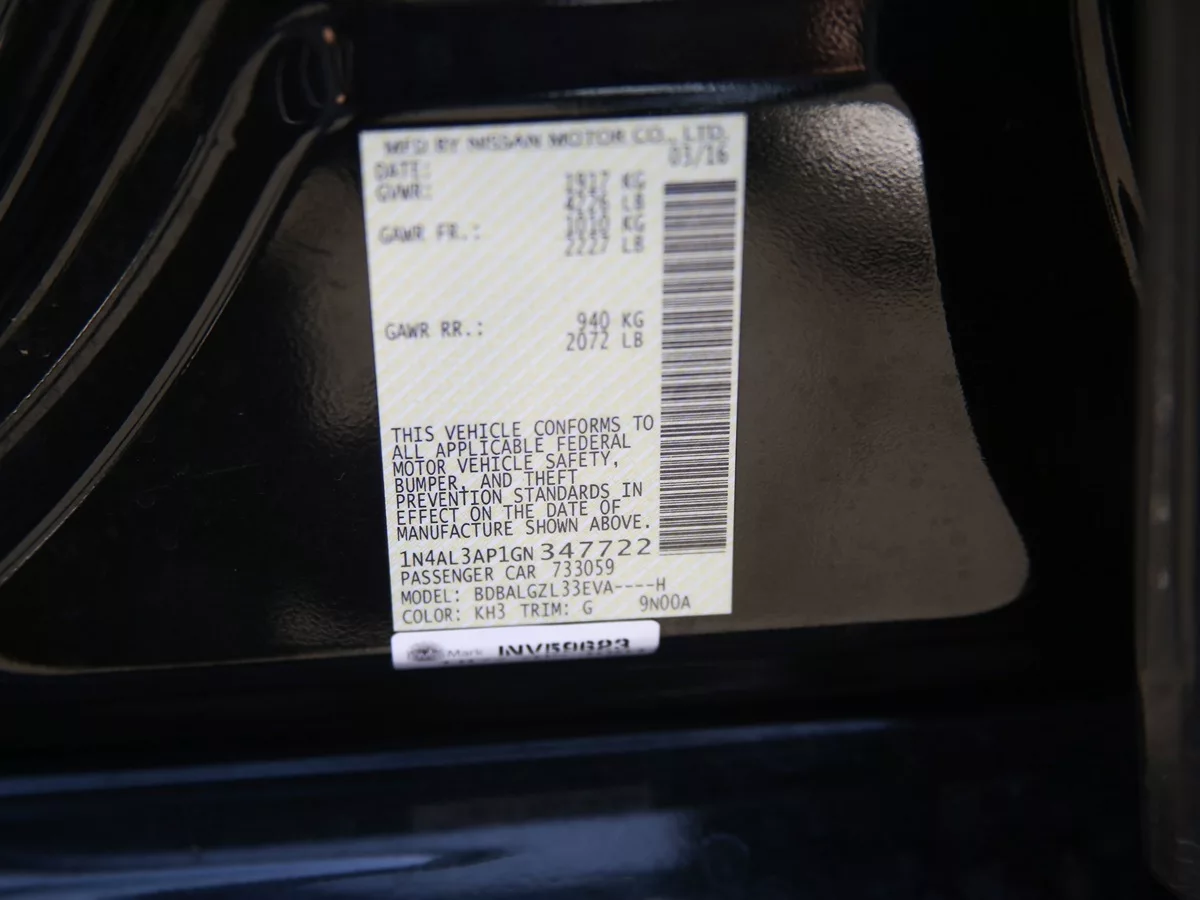 MFD BY NISSAN MOTOR CO., LTD.
DATE: 03/16
GVWR: 1917 KG
4226 LB
GAWR FR.: 1010 KG
2227 LB
GAWR RR.: 940 KG
2072 LB
THIS VEHICLE CONFORMS TO
ALL APPLICABLE FEDERAL
MOTOR VEHICLE SAFETY,
BUMPER, AND THEFT
PREVENTION STANDARDS IN
EFFECT ON THE DATE OF
MANUFACTURE SHOWN ABOVE.
1N4AL3AP1GN347722
PASSENGER CAR 733059
MODEL: BDBALGZL33EVA----H
COLOR: KH3 TRIM: G 9N00A
Mark